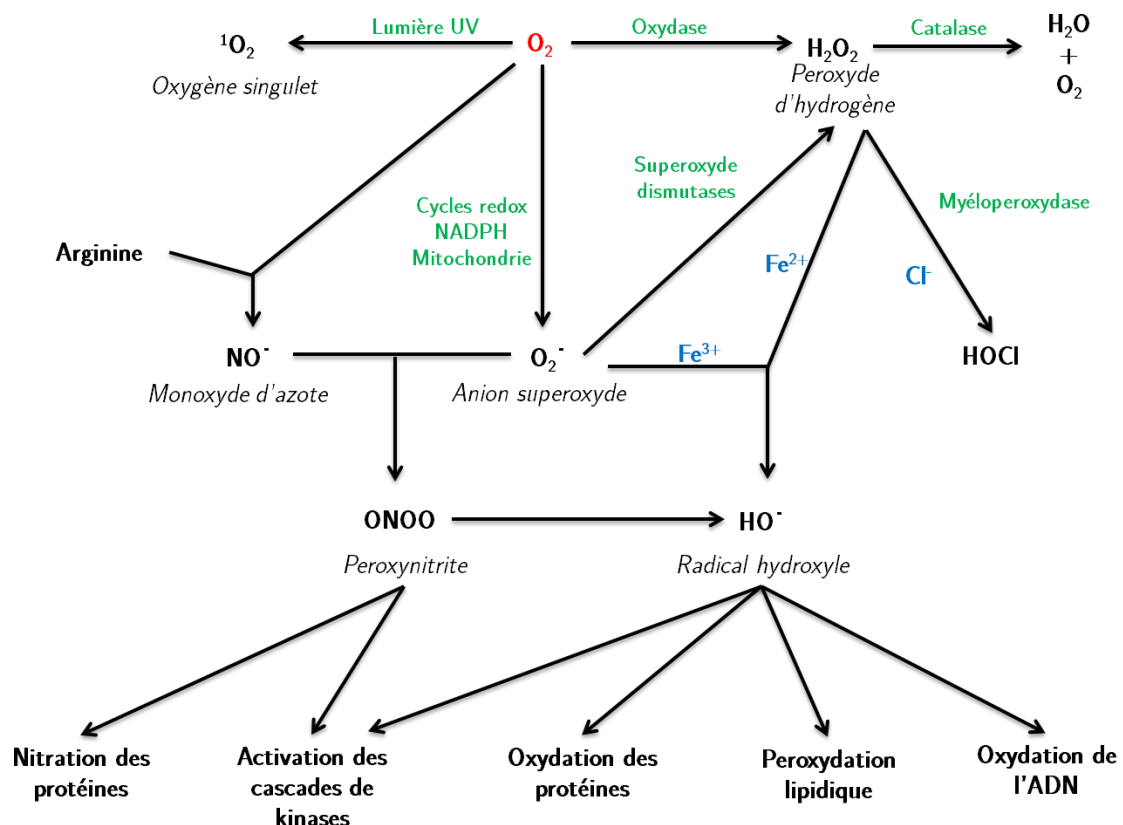 Lumière UV
Oxydase
Catalase
¹O₂
O₂
H₂O₂
H₂O
+
O₂
Oxygène singulet
Peroxyde
d'hydrogène
Superoxyde
dismutases
Cycles redox
NADPH
Mitochondrie
Myéloperoxydase
Arginine
Fe²⁺
Cl⁻
NO⁻
O₂⁻
Fe³⁺
HOCl
Monoxyde d'azote
Anion superoxyde
ONOO
HO⁻
Peroxynitrite
Radical hydroxyle
Nitration des
protéines
Activation des
cascades de
kinases
Oxydation des
protéines
Peroxydation
lipidique
Oxydation de
l'ADN